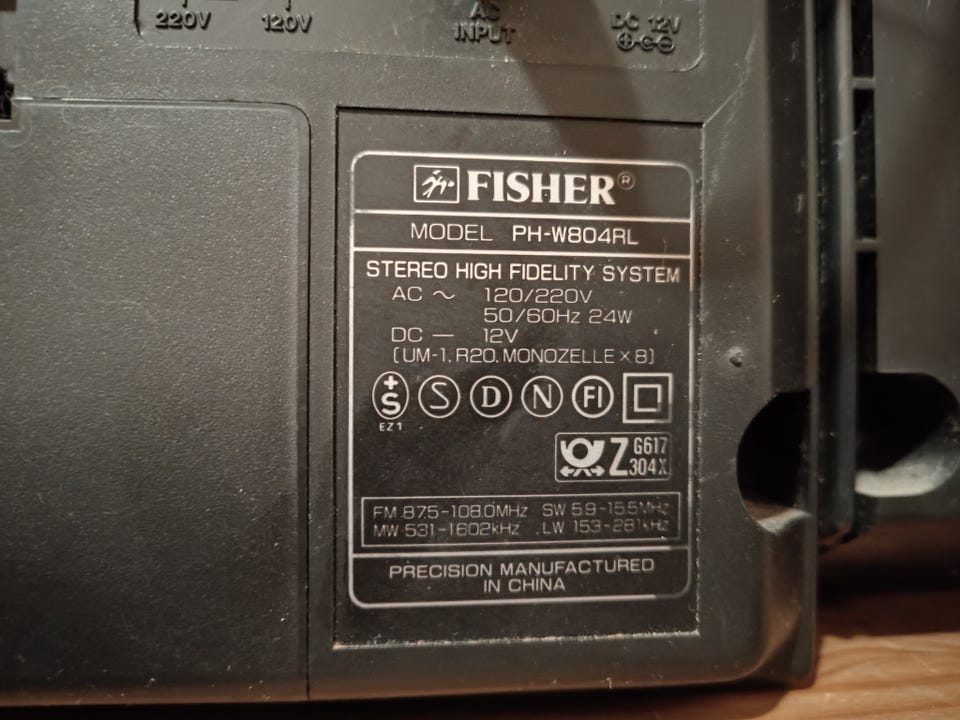 220V 120V AC INPUT DC 12V
FISHER®
MODEL PH-W804RL
STEREO HIGH FIDELITY SYSTEM
AC ~ 120/220V
50/60Hz 24W
DC — 12V
(UM-1, R20, MONOZELLE × 8)
+S S D N FI
EZ1
Z G617
304X
FM 87.5-108.0MHz SW 5.9-15.5MHz
MW 531-1602kHz LW 153-281kHz
PRECISION MANUFACTURED
IN CHINA